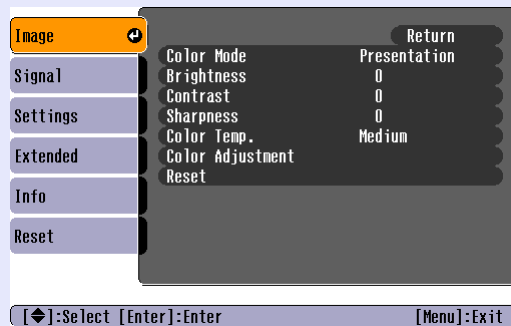 Image
Signal
Settings
Extended
Info
Reset
Return
Color Mode Presentation
Brightness 0
Contrast 0
Sharpness 0
Color Temp. Medium
Color Adjustment
Reset
[◆]:Select [Enter]:Enter [Menu]:Exit